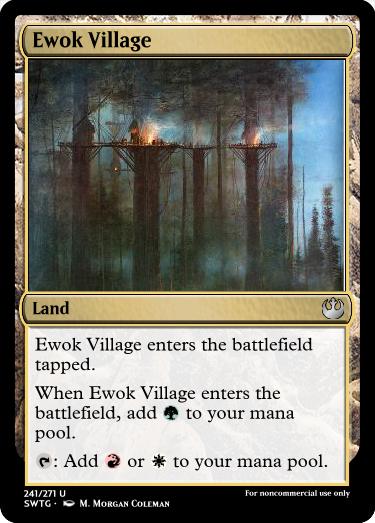 Ewok Village
Land
Ewok Village enters the battlefield
tapped.
When Ewok Village enters the
battlefield, add to your mana
pool.
: Add or to your mana pool.
241/271 U
SWTG · M. Morgan Coleman
For noncommercial use only